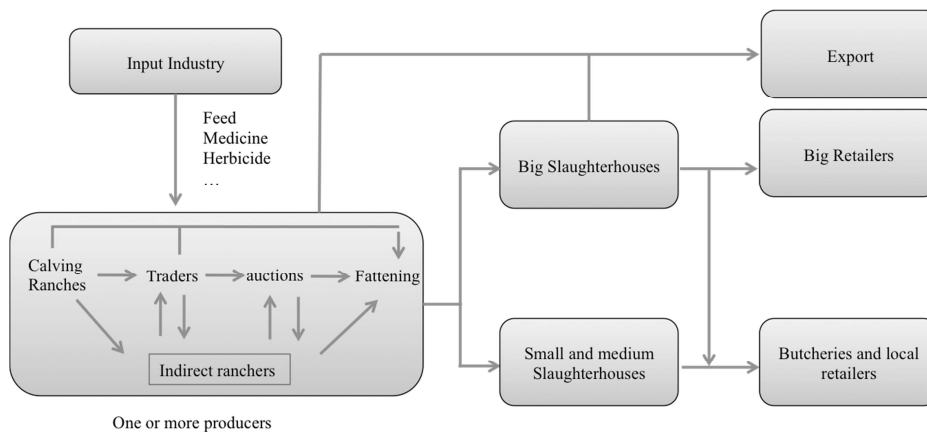 Input Industry
Export
Feed
Medicine
Herbicide
…
Big Slaughterhouses
Big Retailers
Calving
Ranches
Traders
auctions
Fattening
Indirect ranchers
Small and medium
Slaughterhouses
Butcheries and local
retailers
One or more producers